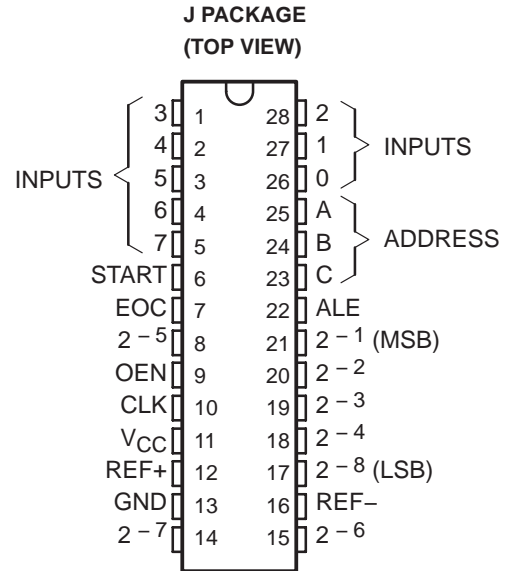 J PACKAGE
(TOP VIEW)
3 1 28 2
4 2 27 1
INPUTS 5 3 26 0 INPUTS
6 4 25 A
7 5 24 B ADDRESS
START 6 23 C
EOC 7 22 ALE
2 – 5 8 21 2 – 1 (MSB)
OEN 9 20 2 – 2
CLK 10 19 2 – 3
VCC 11 18 2 – 4
REF+ 12 17 2 – 8 (LSB)
GND 13 16 REF–
2 – 7 14 15 2 – 6